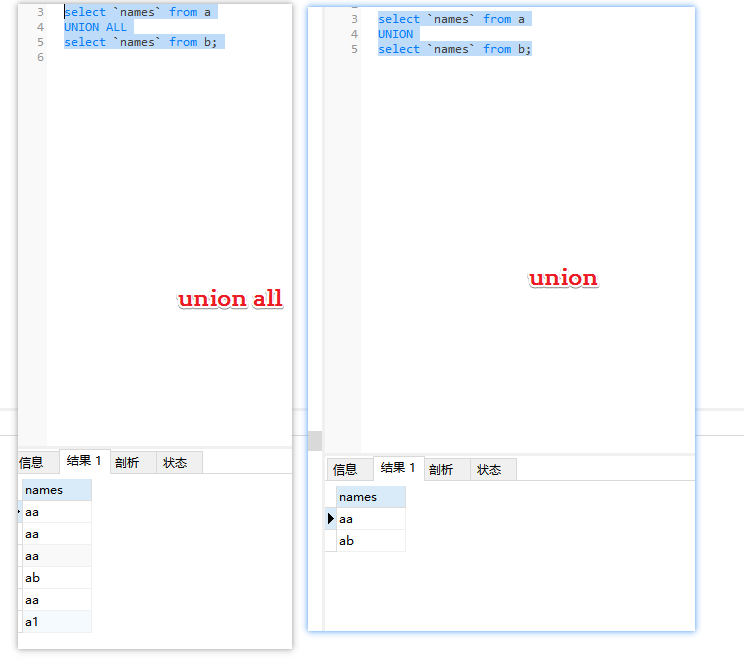 3 select `names` from a
4 UNION ALL
5 select `names` from b;
6
union all
信息 结果 1 剖析 状态
names
aa
aa
aa
ab
aa
a1
3 select `names` from a
4 UNION
5 select `names` from b;
union
信息 结果 1 剖析 状态
names
aa
ab